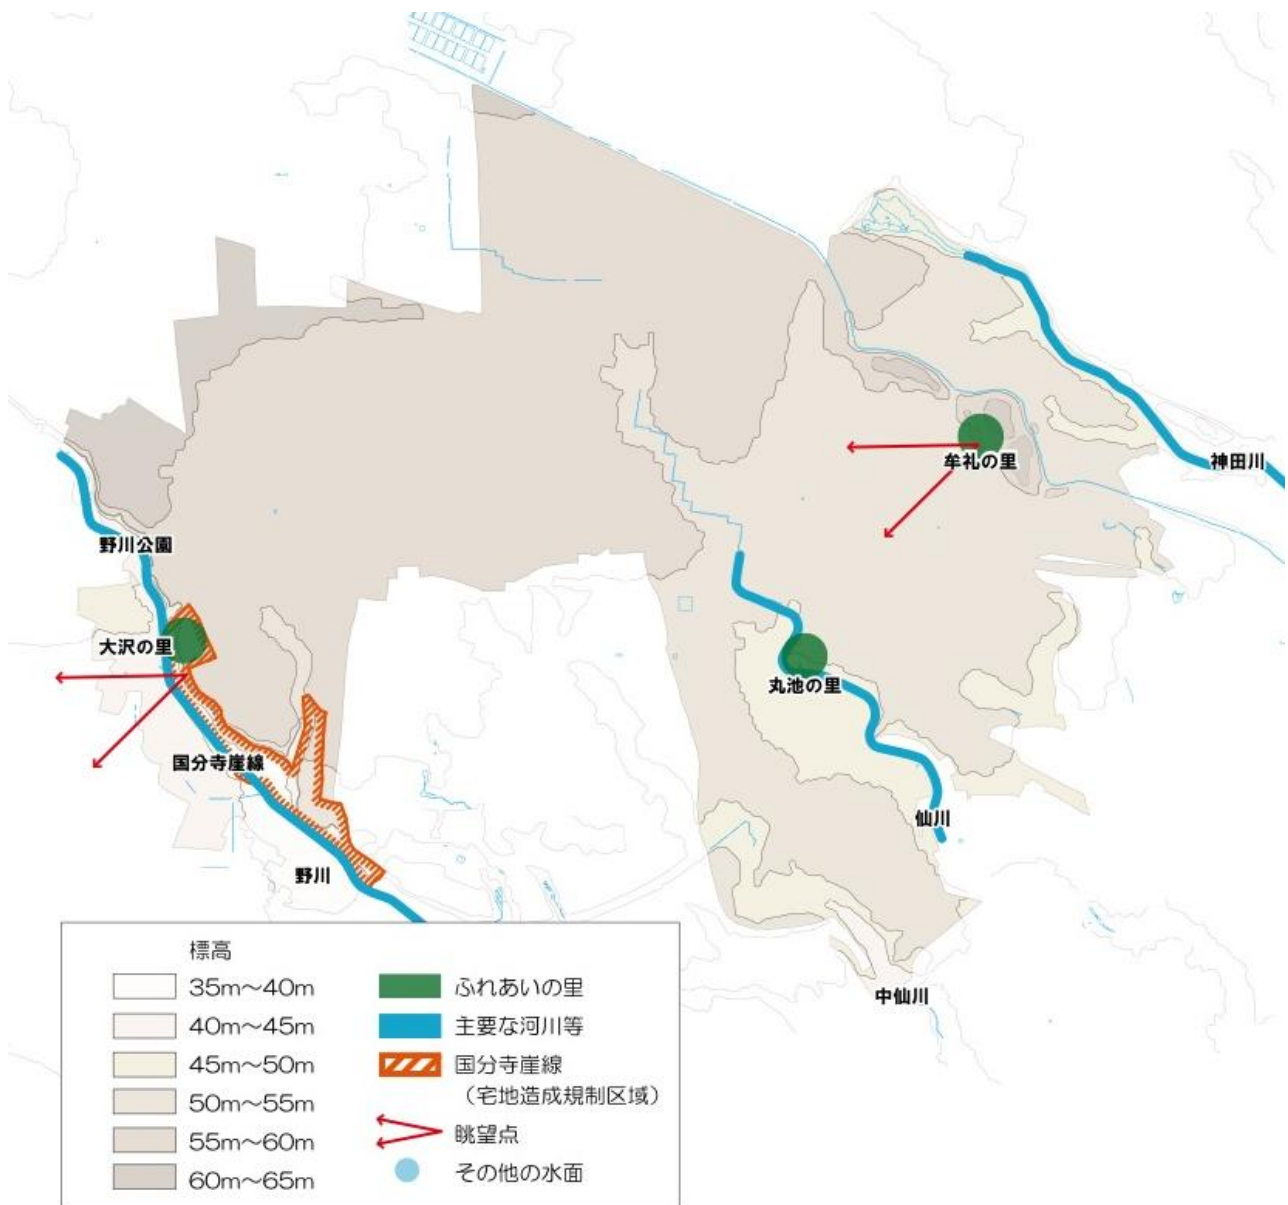 牟礼の里
神田川
野川公園
大沢の里
丸池の里
国分寺崖線
仙川
野川
中仙川
標高
35m〜40m
40m〜45m
45m〜50m
50m〜55m
55m〜60m
60m〜65m
ふれあいの里
主要な河川等
国分寺崖線
（宅地造成規制区域）
眺望点
その他の水面